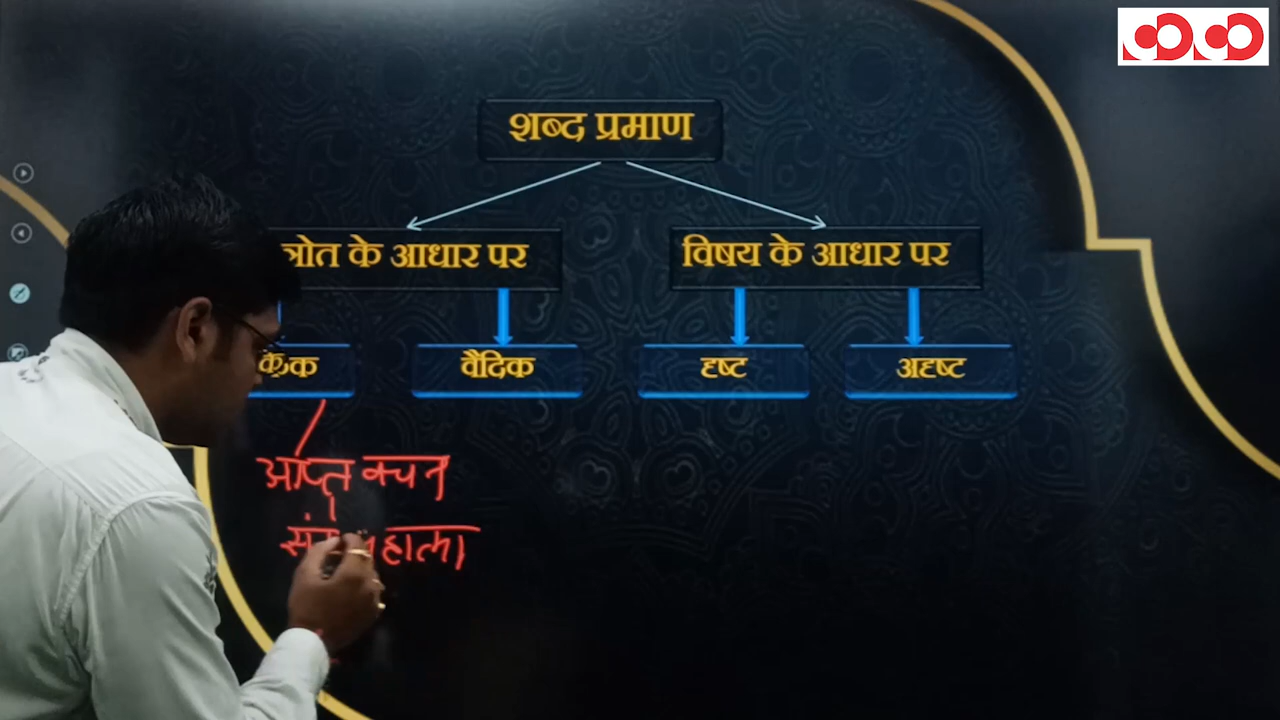 शब्द प्रमाण
त्रोत के आधार पर
विषय के आधार पर
वैदिक
दृष्ट
अदृष्ट
आप्त वचन